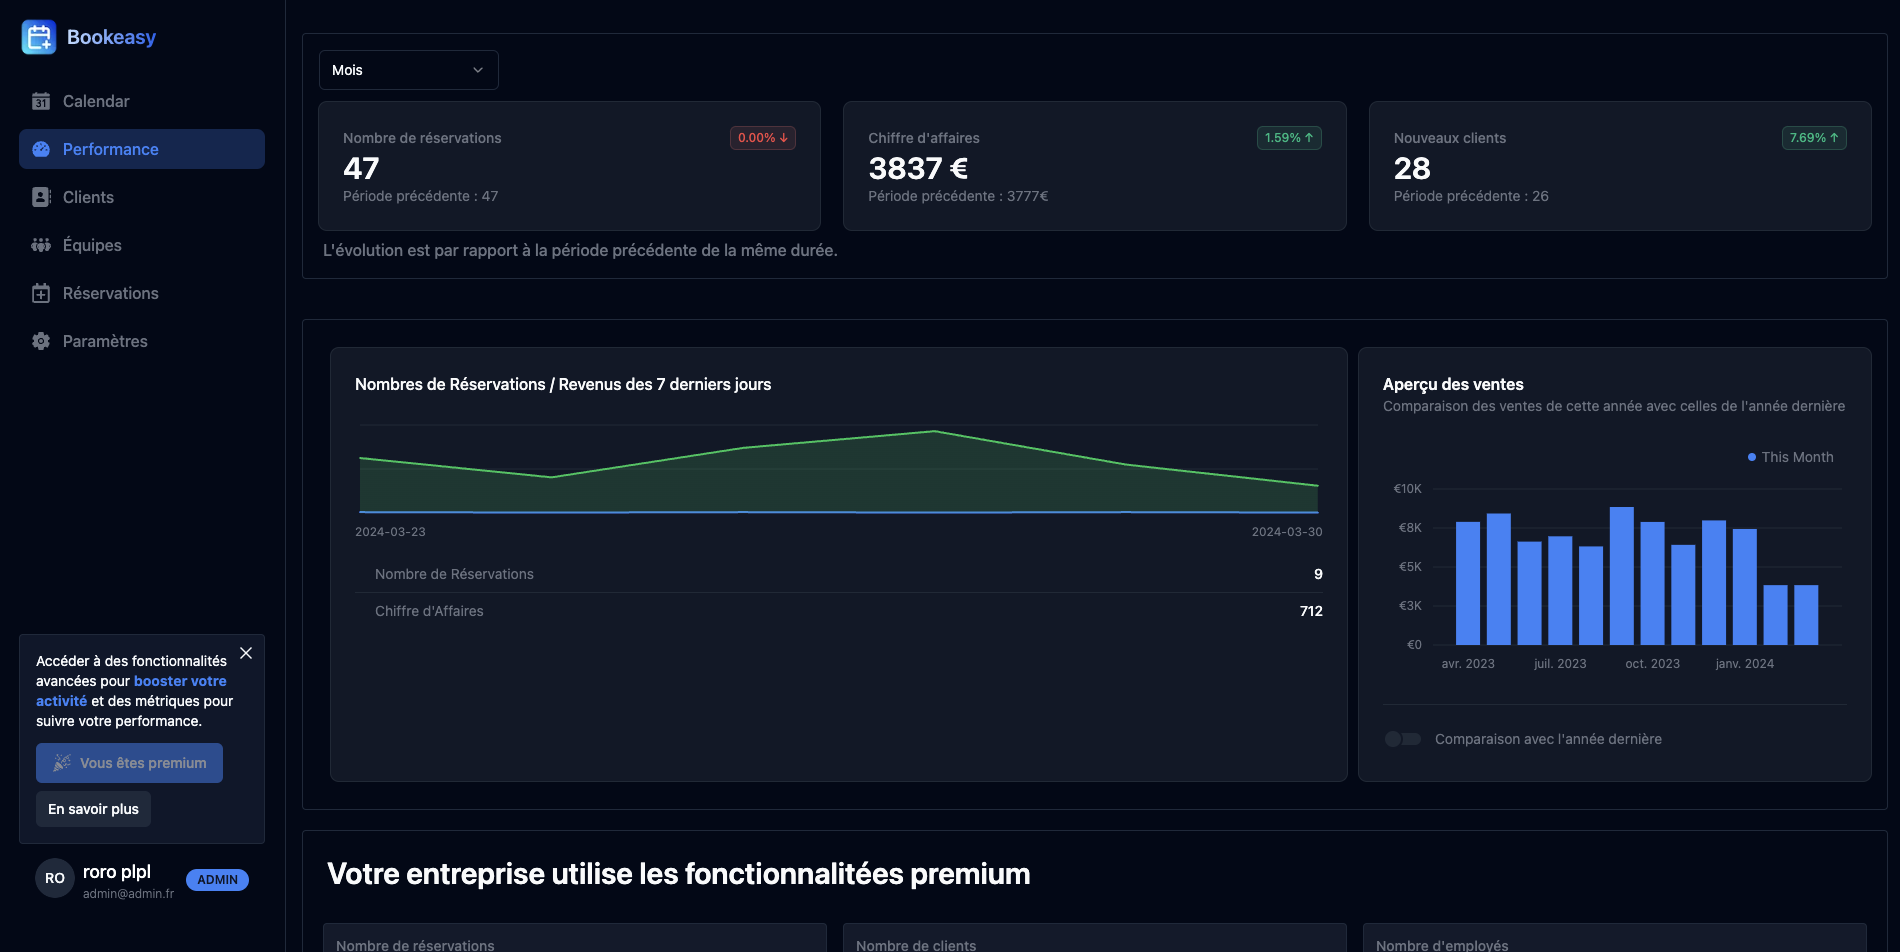 Bookeasy
31
Calendar
Performance
Clients
Équipes
Réservations
Paramètres
Accéder à des fonctionnalités
avancées pour booster votre
activité et des métriques pour
suivre votre performance.
Vous êtes premium
En savoir plus
RO
roro plpl
admin@admin.fr
ADMIN
Mois
Nombre de réservations
0.00% ↓
47
Période précédente : 47
Chiffre d'affaires
1.59% ↑
3837 €
Période précédente : 3777€
Nouveaux clients
7.69% ↑
28
Période précédente : 26
L'évolution est par rapport à la période précédente de la même durée.
Nombres de Réservations / Revenus des 7 derniers jours
2024-03-23
2024-03-30
Nombre de Réservations
9
Chiffre d'Affaires
712
Aperçu des ventes
Comparaison des ventes de cette année avec celles de l'année dernière
This Month
€10K
€8K
€5K
€3K
€0
avr. 2023
juil. 2023
oct. 2023
janv. 2024
Comparaison avec l'année dernière
Votre entreprise utilise les fonctionnalitées premium
Nombre de réservations
Nombre de clients
Nombre d'employés